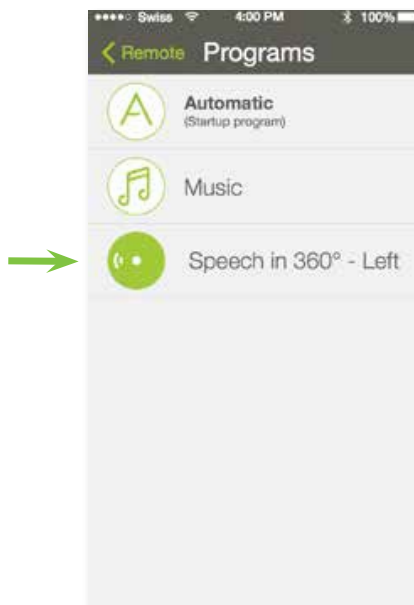 Swiss 4:00 PM 100%
Remote Programs
A
Automatic
(Startup program)
Music
Speech in 360° - Left